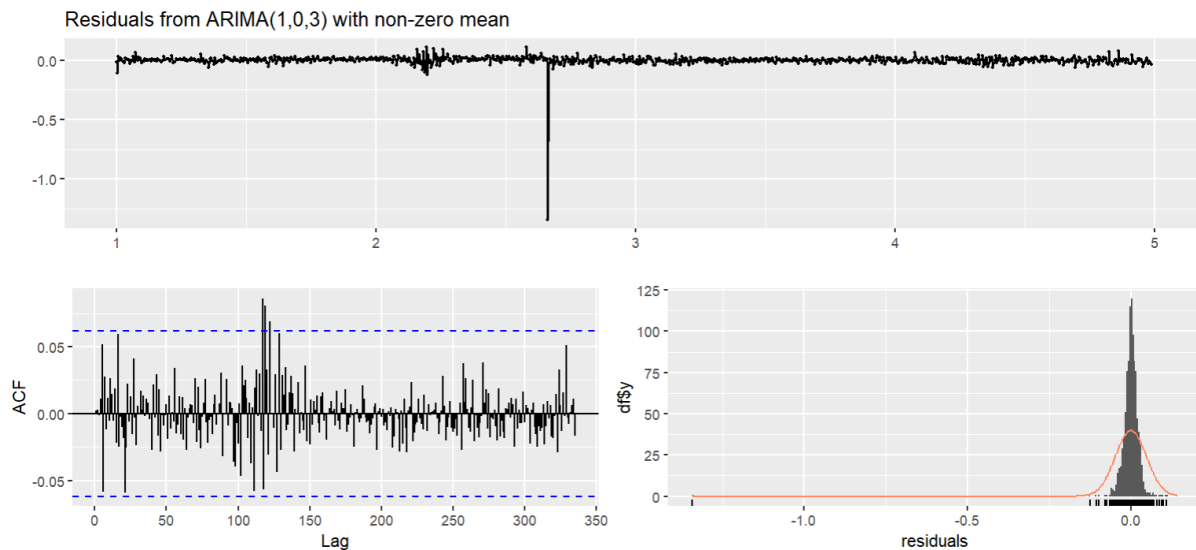 Residuals from ARIMA(1,0,3) with non-zero mean
0.0
-0.5
-1.0
1 2 3 4 5
ACF
0.05
0.00
-0.05
0 50 100 150 200 250 300 350
Lag
df$y
125
100
75
50
25
0
-1.0 -0.5 0.0
residuals